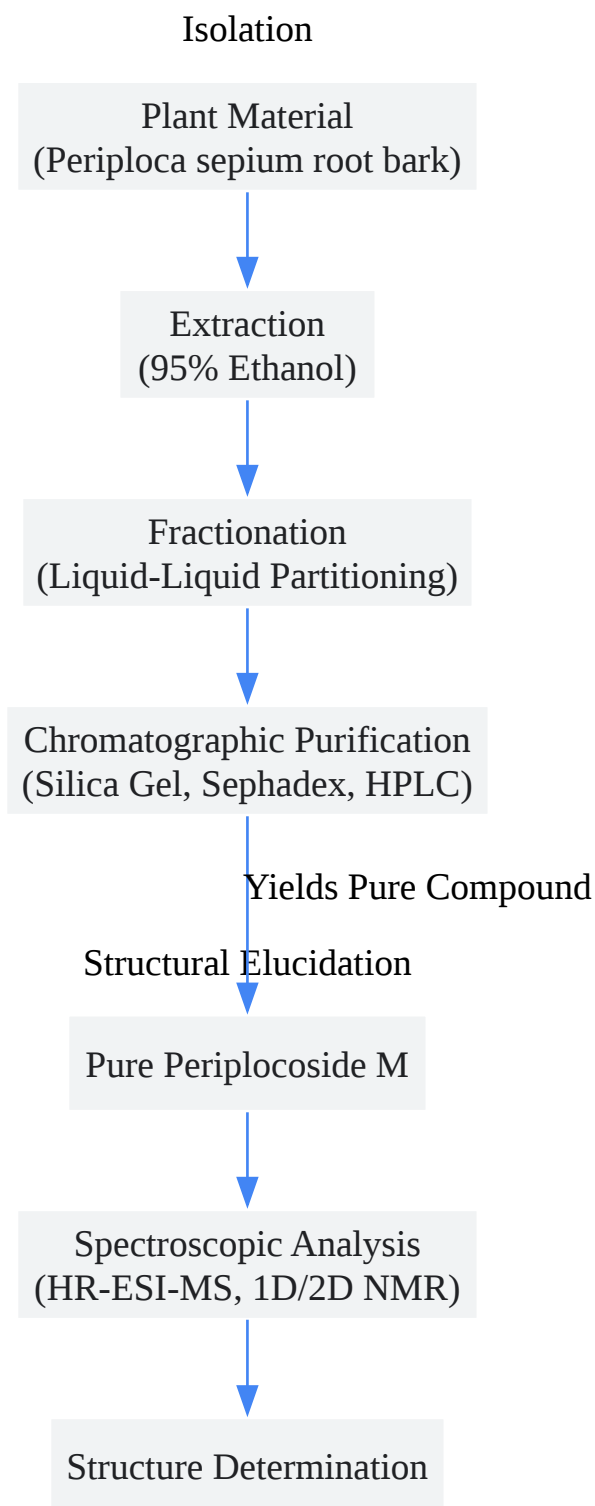 Isolation
Plant Material
(Periploca sepium root bark)
Extraction
(95% Ethanol)
Fractionation
(Liquid-Liquid Partitioning)
Chromatographic Purification
(Silica Gel, Sephadex, HPLC)
Yields Pure Compound
Structural Elucidation
Pure Periplocoside M
Spectroscopic Analysis
(HR-ESI-MS, 1D/2D NMR)
Structure Determination